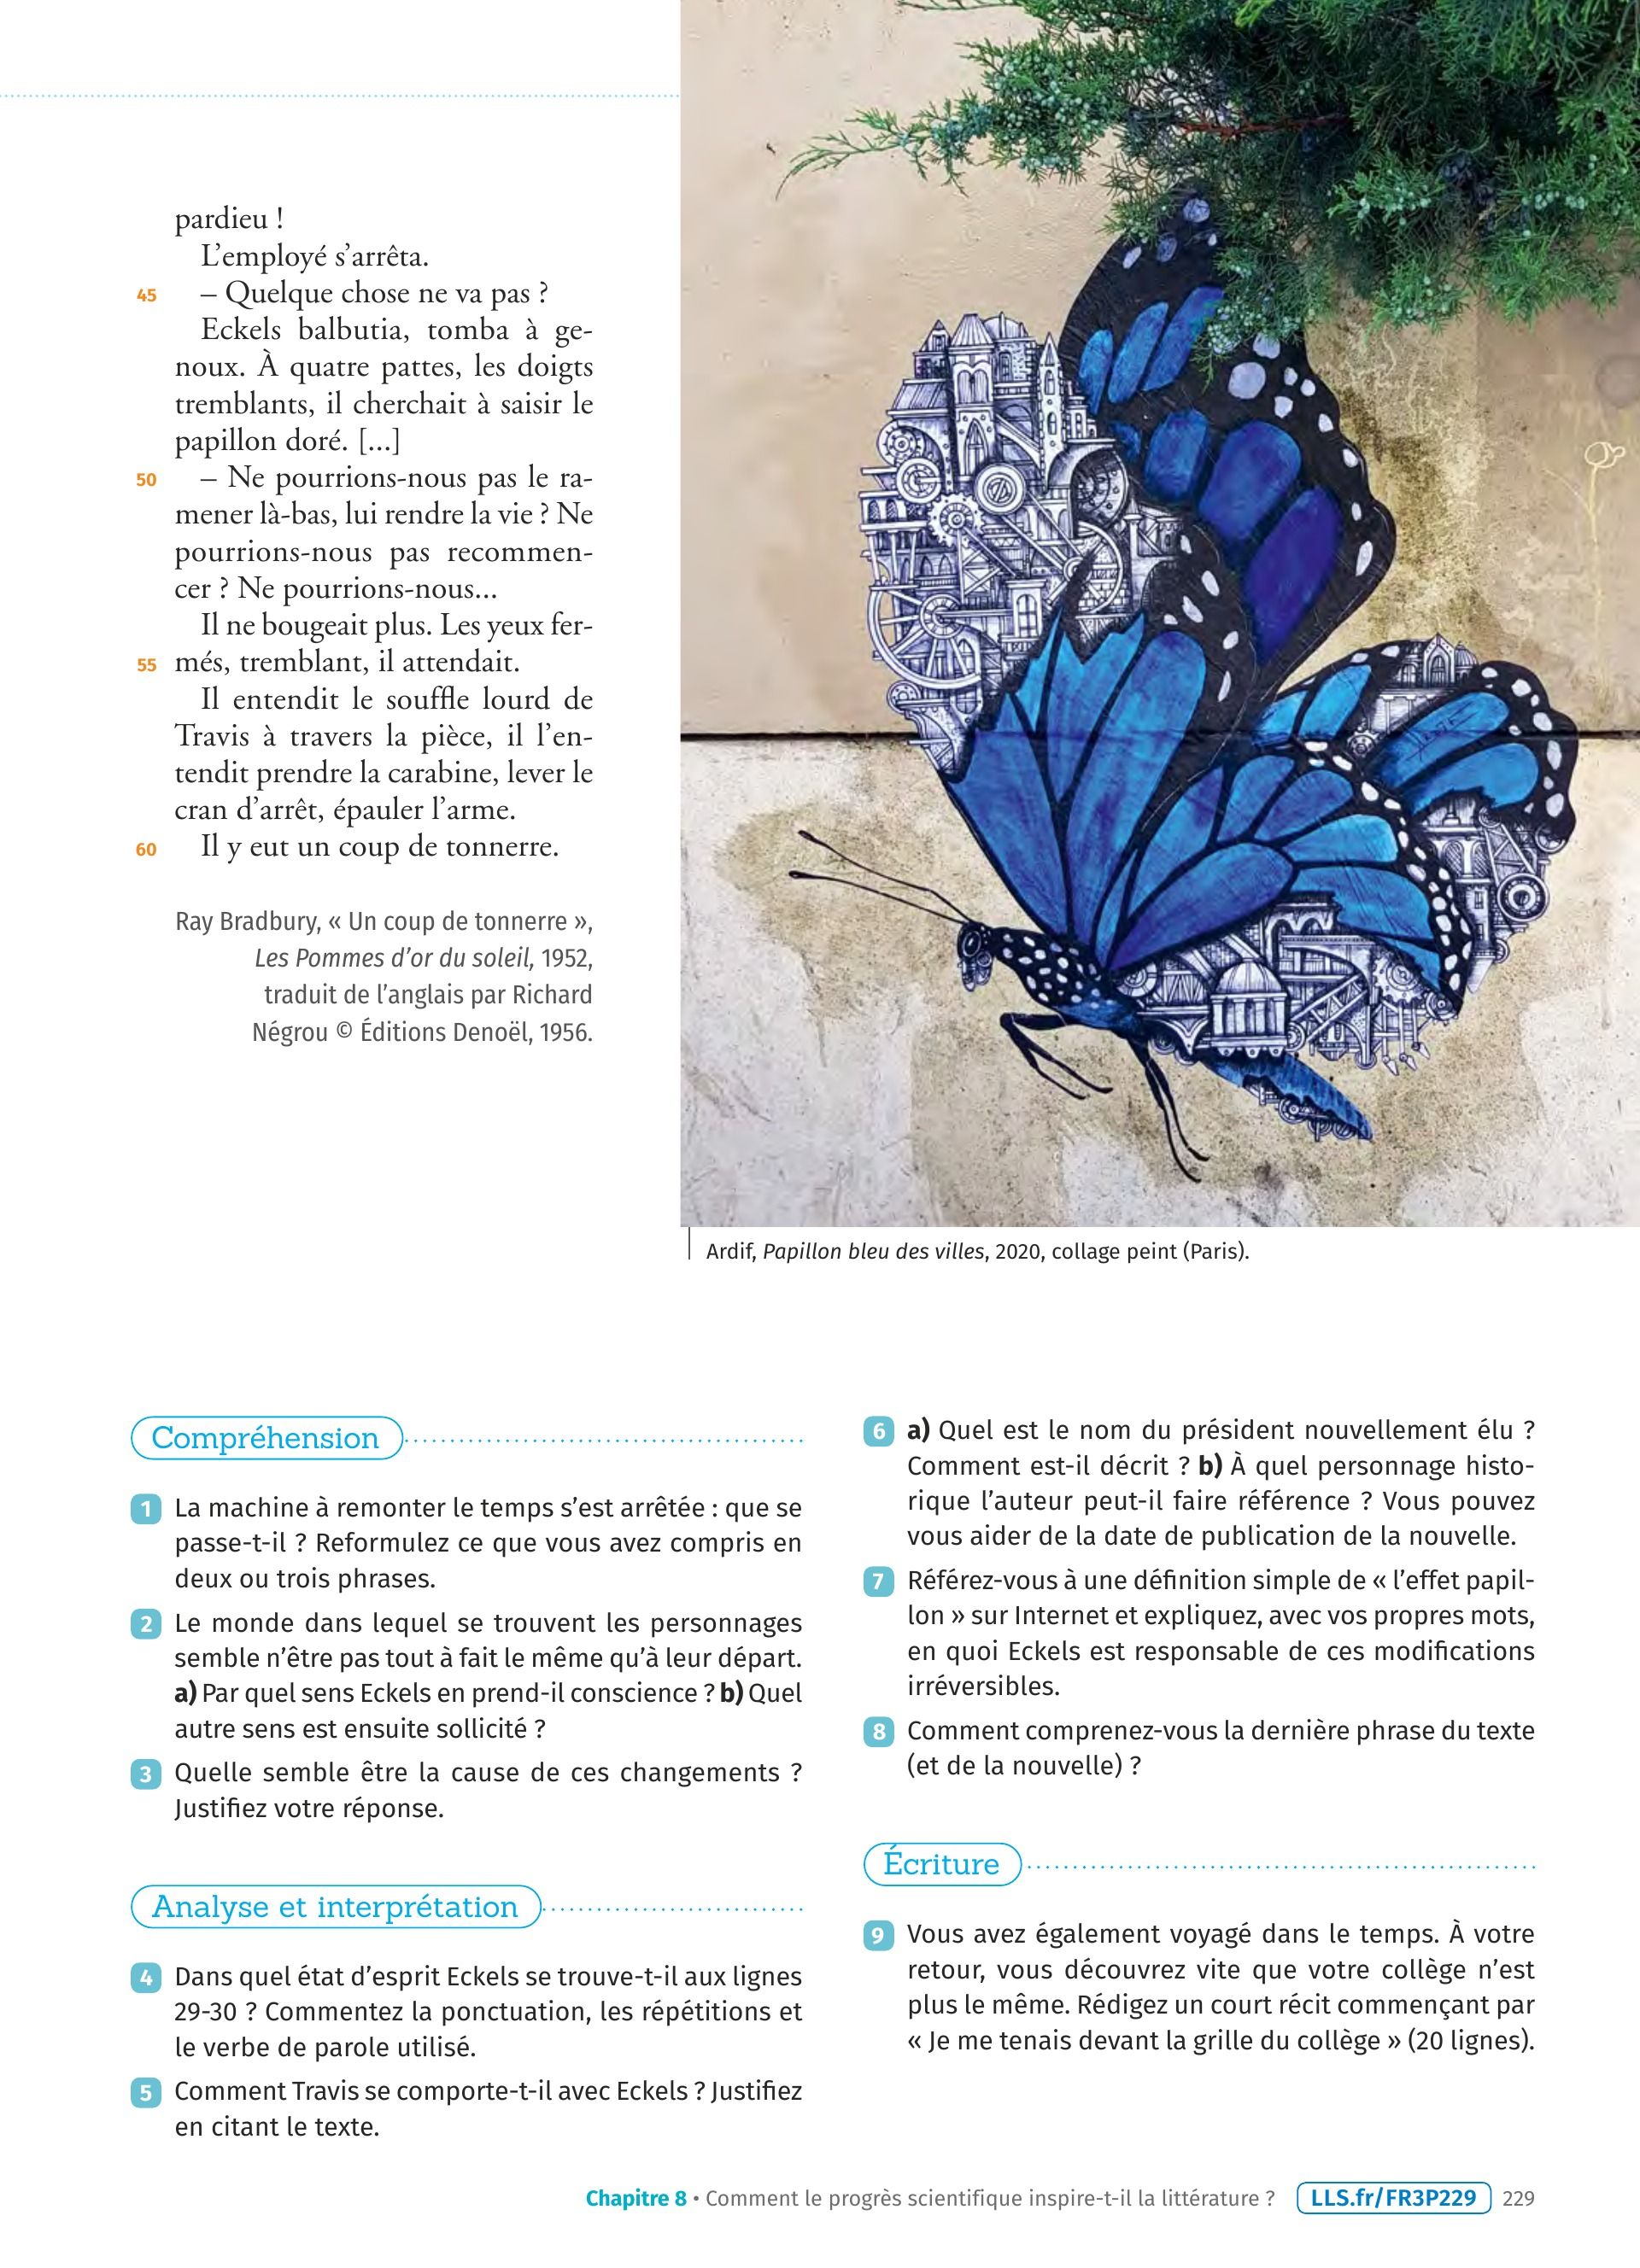 pardieu !
L’employé s’arrêta.
45 – Quelque chose ne va pas ?
Eckels balbutia, tomba à ge-
noux. À quatre pattes, les doigts
tremblants, il cherchait à saisir le
papillon doré. [...]
50 – Ne pourrions-nous pas le ra-
mener là-bas, lui rendre la vie ? Ne
pourrions-nous pas recommen-
cer ? Ne pourrions-nous...
Il ne bougeait plus. Les yeux fer-
55 més, tremblant, il attendait.
Il entendit le souffle lourd de
Travis à travers la pièce, il l’en-
tendit prendre la carabine, lever le
cran d’arrêt, épauler l’arme.
60 Il y eut un coup de tonnerre.
Ray Bradbury, « Un coup de tonnerre »,
Les Pommes d’or du soleil, 1952,
traduit de l’anglais par Richard
Négrou © Éditions Denoël, 1956.
Ardif, Papillon bleu des villes, 2020, collage peint (Paris).
Compréhension
1 La machine à remonter le temps s’est arrêtée : que se
passe-t-il ? Reformulez ce que vous avez compris en
deux ou trois phrases.
2 Le monde dans lequel se trouvent les personnages
semble n’être pas tout à fait le même qu’à leur départ.
a) Par quel sens Eckels en prend-il conscience ? b) Quel
autre sens est ensuite sollicité ?
3 Quelle semble être la cause de ces changements ?
Justifiez votre réponse.
Analyse et interprétation
4 Dans quel état d’esprit Eckels se trouve-t-il aux lignes
29-30 ? Commentez la ponctuation, les répétitions et
le verbe de parole utilisé.
5 Comment Travis se comporte-t-il avec Eckels ? Justifiez
en citant le texte.
6 a) Quel est le nom du président nouvellement élu ?
Comment est-il décrit ? b) À quel personnage histo-
rique l’auteur peut-il faire référence ? Vous pouvez
vous aider de la date de publication de la nouvelle.
7 Référez-vous à une définition simple de « l’effet papil-
lon » sur Internet et expliquez, avec vos propres mots,
en quoi Eckels est responsable de ces modifications
irréversibles.
8 Comment comprenez-vous la dernière phrase du texte
(et de la nouvelle) ?
Écriture
9 Vous avez également voyagé dans le temps. À votre
retour, vous découvrez vite que votre collège n’est
plus le même. Rédigez un court récit commençant par
« Je me tenais devant la grille du collège » (20 lignes).
Chapitre 8 • Comment le progrès scientifique inspire-t-il la littérature ? LLS.fr/FR3P229 229